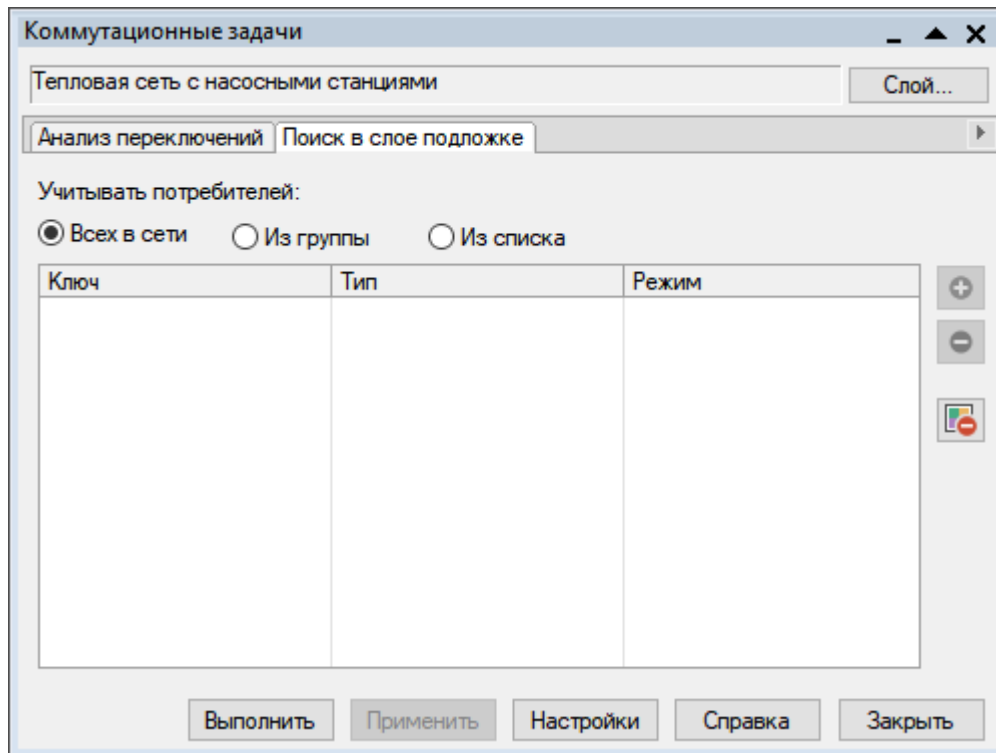 Коммутационные задачи
Тепловая сеть с насосными станциями Слой...
Анализ переключений Поиск в слое подложке
Учитывать потребителей:
Всех в сети Из группы Из списка
Ключ Тип Режим
Выполнить Применить Настройки Справка Закрыть